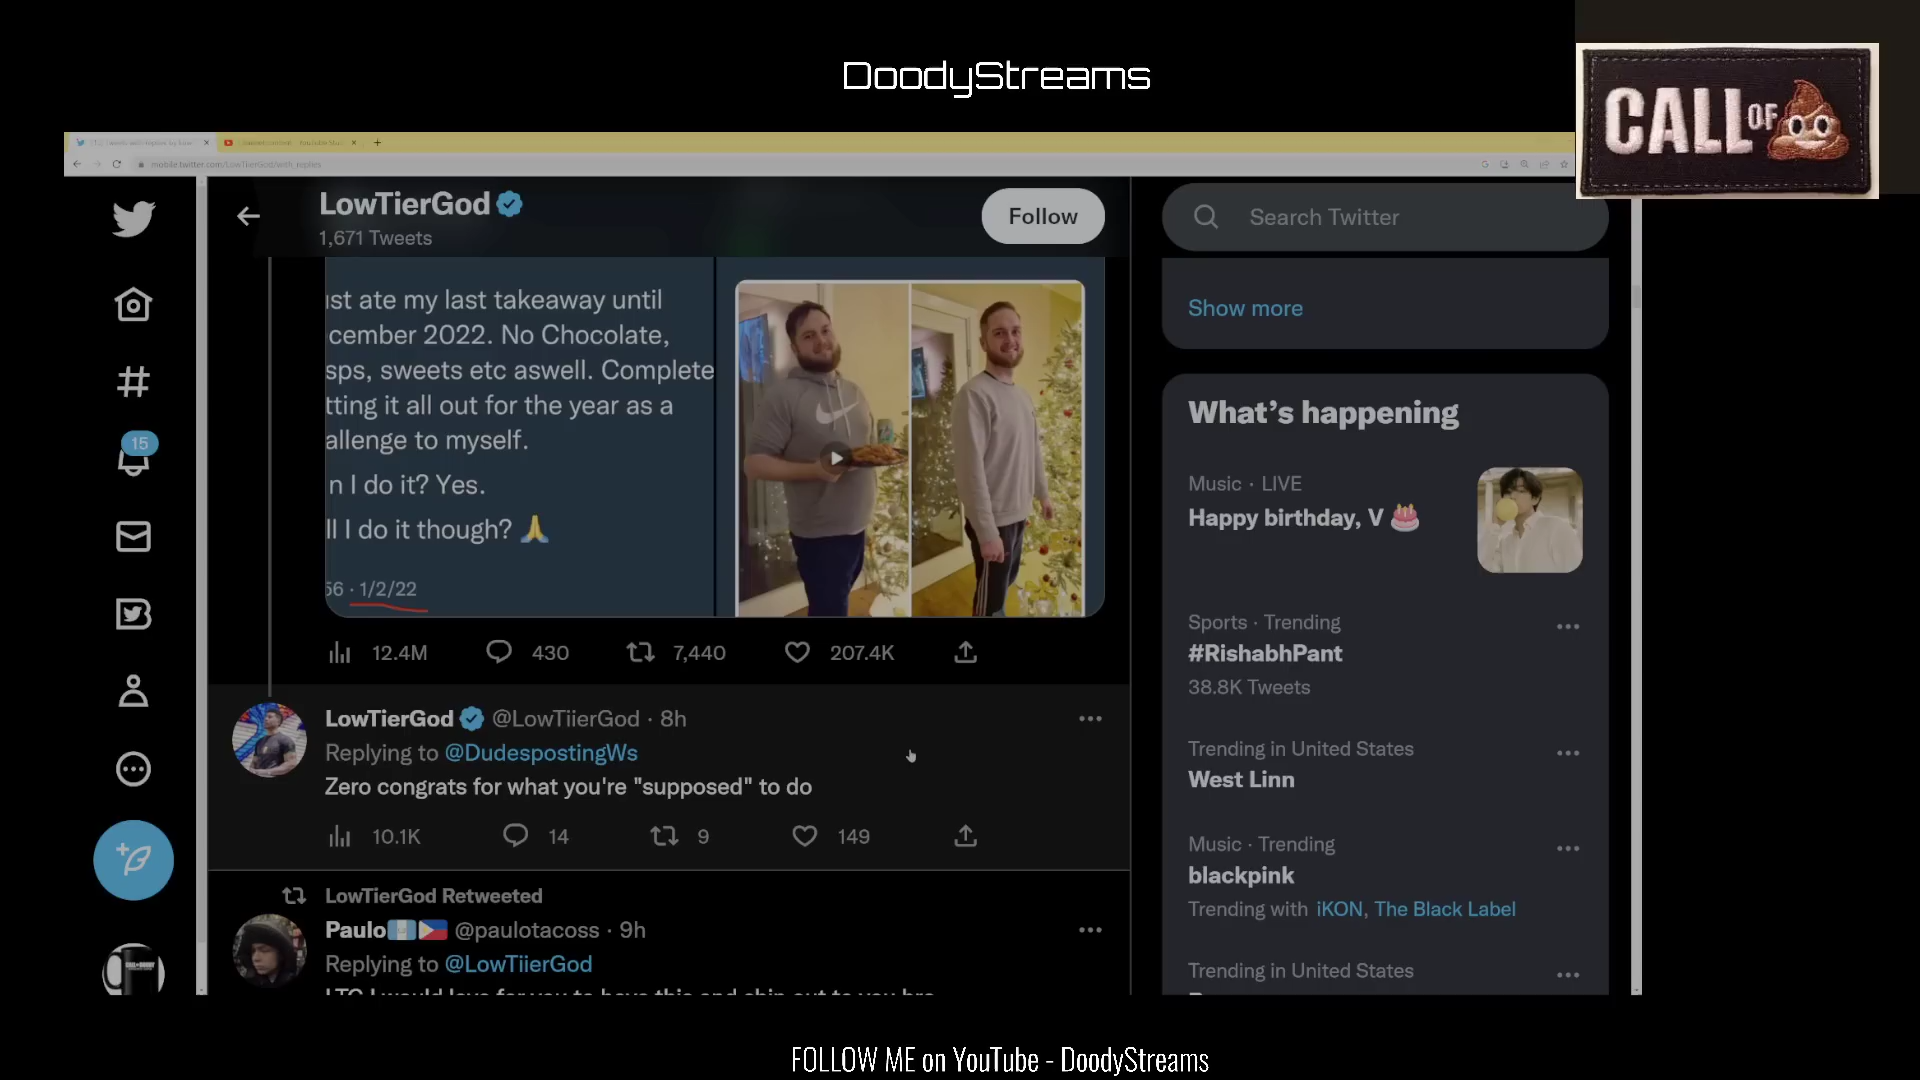 DoodyStreams
CALL OF
mobile.twitter.com/LowTiierGod/with_replies
LowTierGod
1,671 Tweets
Follow
Search Twitter
ust ate my last takeaway until
cember 2022. No Chocolate,
sps, sweets etc aswell. Complete
tting it all out for the year as a
allenge to myself.
n I do it? Yes.
ll I do it though? 🙏
56 · 1/2/22
12.4M 430 7,440 207.4K
LowTierGod @LowTiierGod · 8h
Replying to @DudespostingWs
Zero congrats for what you're "supposed" to do
10.1K 14 9 149
LowTierGod Retweeted
Paulo🇬🇹🇵🇭 @paulotacoss · 9h
Replying to @LowTiierGod
15
Show more
What's happening
Music · LIVE
Happy birthday, V 🎂
Sports · Trending
#RishabhPant
38.8K Tweets
Trending in United States
West Linn
Music · Trending
blackpink
Trending with iKON, The Black Label
Trending in United States
FOLLOW ME on YouTube - DoodyStreams